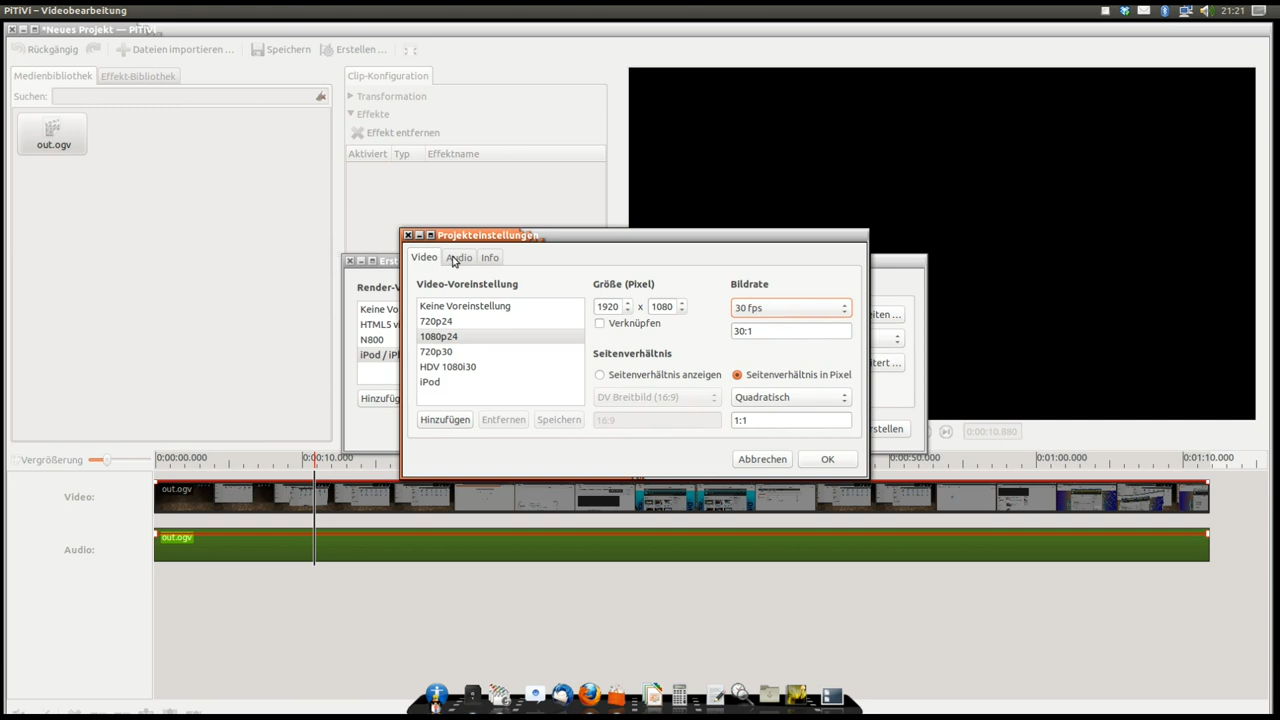 PiTiVi – Videobearbeitung
21:21
*Neues Projekt — PiTiVi
Rückgängig
Dateien importieren ...
Speichern
Erstellen ...
Medienbibliothek
Effekt-Bibliothek
Clip-Konfiguration
Suchen:
Transformation
Effekte
Effekt entfernen
Aktiviert Typ Effektname
out.ogv
Projekteinstellungen
Video Audio Info
Video-Voreinstellung
Keine Voreinstellung
720p24
1080p24
720p30
HDV 1080i30
iPod
Hinzufügen Entfernen Speichern
Größe (Pixel)
1920 x 1080
Verknüpfen
Bildrate
30 fps
30:1
Seitenverhältnis
Seitenverhältnis anzeigen
Seitenverhältnis in Pixel
DV Breitbild (16:9)
Quadratisch
16:9
1:1
Abbrechen OK
Render-V
Keine Vo
HTML5
N800
iPod / iP
Hinzufüg
0:00:10.880
Vergrößerung
0:00:00.000 0:00:10.000 0:00:50.000 0:01:00.000 0:01:10.000
Video:
out.ogv
Audio:
out.ogv